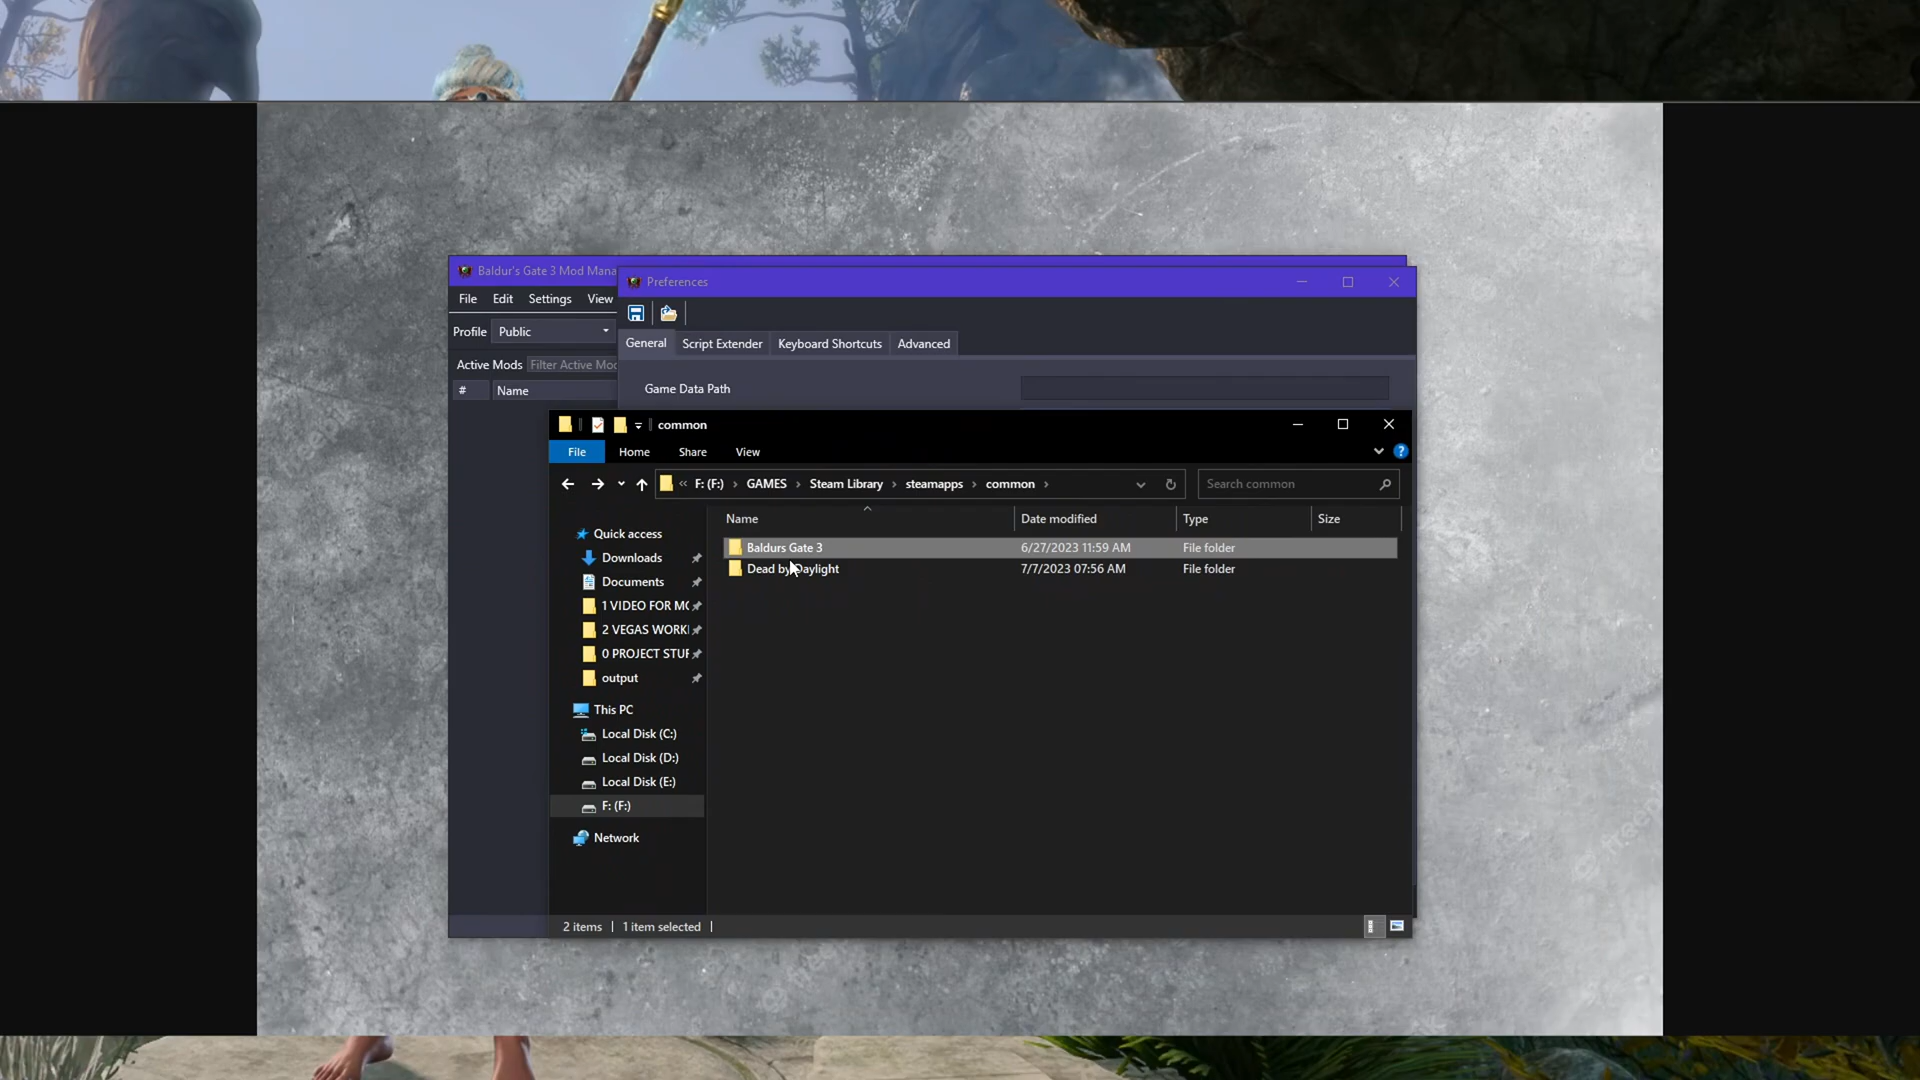 Baldur's Gate 3 Mod Mana
Preferences
File Edit Settings View
Profile Public
General Script Extender Keyboard Shortcuts Advanced
Active Mods Filter Active Mo
# Name
Game Data Path
common
File Home Share View
« F: (F:) › GAMES › Steam Library › steamapps › common ›
Search common
Name Date modified Type Size
Quick access
Baldurs Gate 3 6/27/2023 11:59 AM File folder
Downloads
Dead by Daylight 7/7/2023 07:56 AM File folder
Documents
1 VIDEO FOR MC
2 VEGAS WORKI
0 PROJECT STUF
output
This PC
Local Disk (C:)
Local Disk (D:)
Local Disk (E:)
F: (F:)
Network
2 items 1 item selected